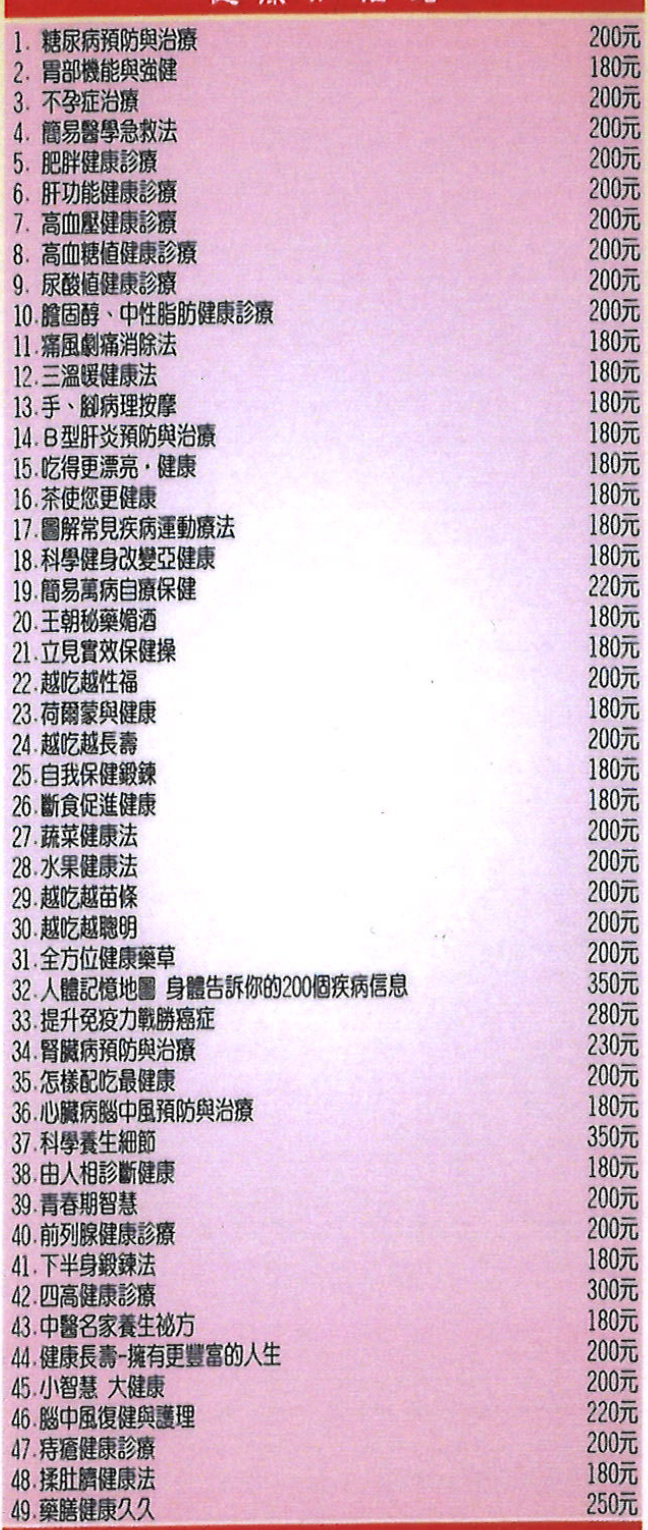 1. 糖尿病預防與治療 200元
2. 胃部機能與強健 180元
3. 不孕症治療 200元
4. 簡易醫學急救法 200元
5. 肥胖健康診療 200元
6. 肝功能健康診療 200元
7. 高血壓健康診療 200元
8. 高血糖值健康診療 200元
9. 尿酸值健康診療 200元
10.膽固醇、中性脂肪健康診療 200元
11.痛風劇痛消除法 180元
12.三溫暖健康法 180元
13.手、腳病理按摩 180元
14.B型肝炎預防與治療 180元
15.吃得更漂亮・健康 180元
16.茶使您更健康 180元
17.圖解常見疾病運動療法 180元
18.科學健身改變亞健康 180元
19.簡易萬病自療保健 220元
20.王朝秘藥媚酒 180元
21.立見實效保健操 180元
22.越吃越性福 200元
23.荷爾蒙與健康 180元
24.越吃越長壽 200元
25.自我保健鍛鍊 180元
26.斷食促進健康 180元
27.蔬菜健康法 200元
28.水果健康法 200元
29.越吃越苗條 200元
30.越吃越聰明 200元
31.全方位健康藥草 200元
32.人體記憶地圖 身體告訴你的200個疾病信息 350元
33.提升免疫力戰勝癌症 280元
34.腎臟病預防與治療 230元
35.怎樣配吃最健康 200元
36.心臟病腦中風預防與治療 180元
37.科學養生細節 350元
38.由人相診斷健康 180元
39.青春期智慧 200元
40.前列腺健康診療 200元
41.下半身鍛鍊法 180元
42.四高健康診療 300元
43.中醫名家養生祕方 180元
44.健康長壽-擁有更豐富的人生 200元
45.小智慧 大健康 200元
46.腦中風復健與護理 220元
47.痔瘡健康診療 200元
48.揉肚臍健康法 180元
49.藥膳健康久久 250元